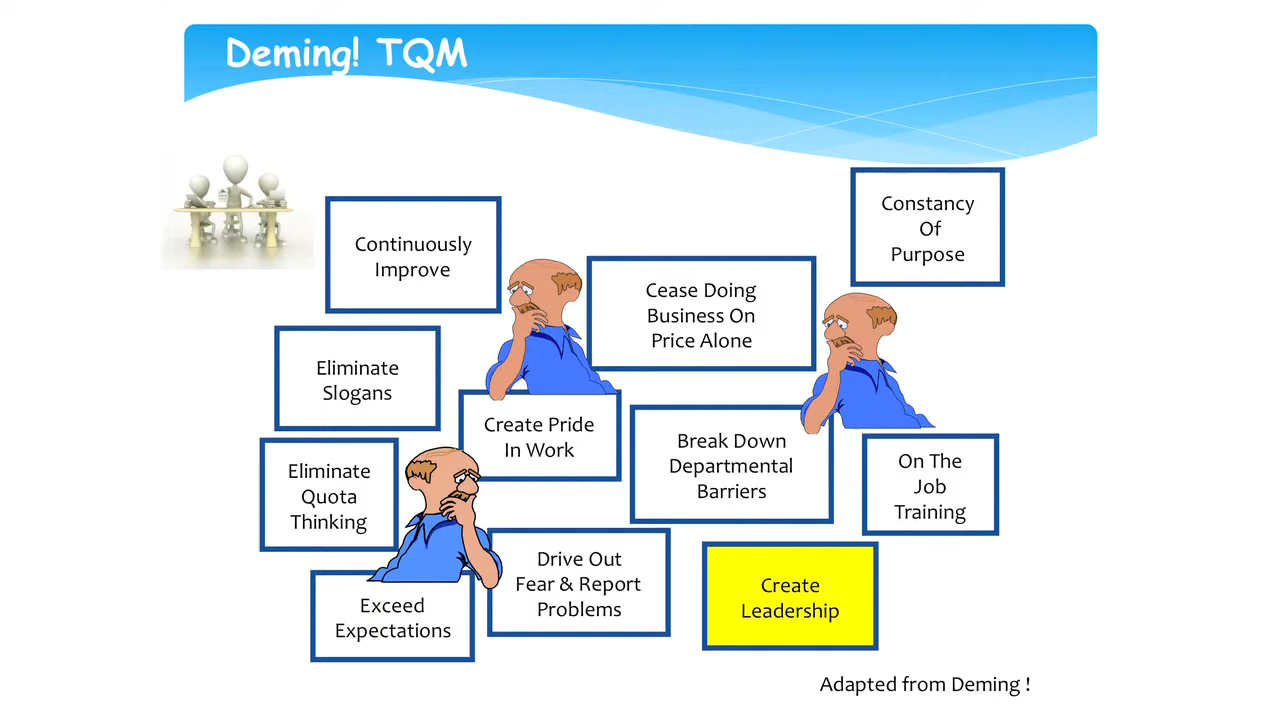 Deming! TQM
Constancy
Of
Purpose
Continuously
Improve
Cease Doing
Business On
Price Alone
Eliminate
Slogans
Create Pride
In Work
Break Down
Departmental
Barriers
On The
Job
Training
Eliminate
Quota
Thinking
Drive Out
Fear & Report
Problems
Create
Leadership
Exceed
Expectations
Adapted from Deming !